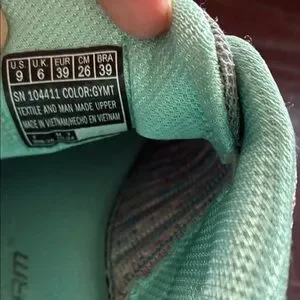 U.S. U.K. EUR CM BRA
9 6 39 26 39
SN 104411 COLOR:GYMT
TEXTILE AND MAN MADE UPPER
MADE IN VIETNAM/HECHO EN VIETNAM